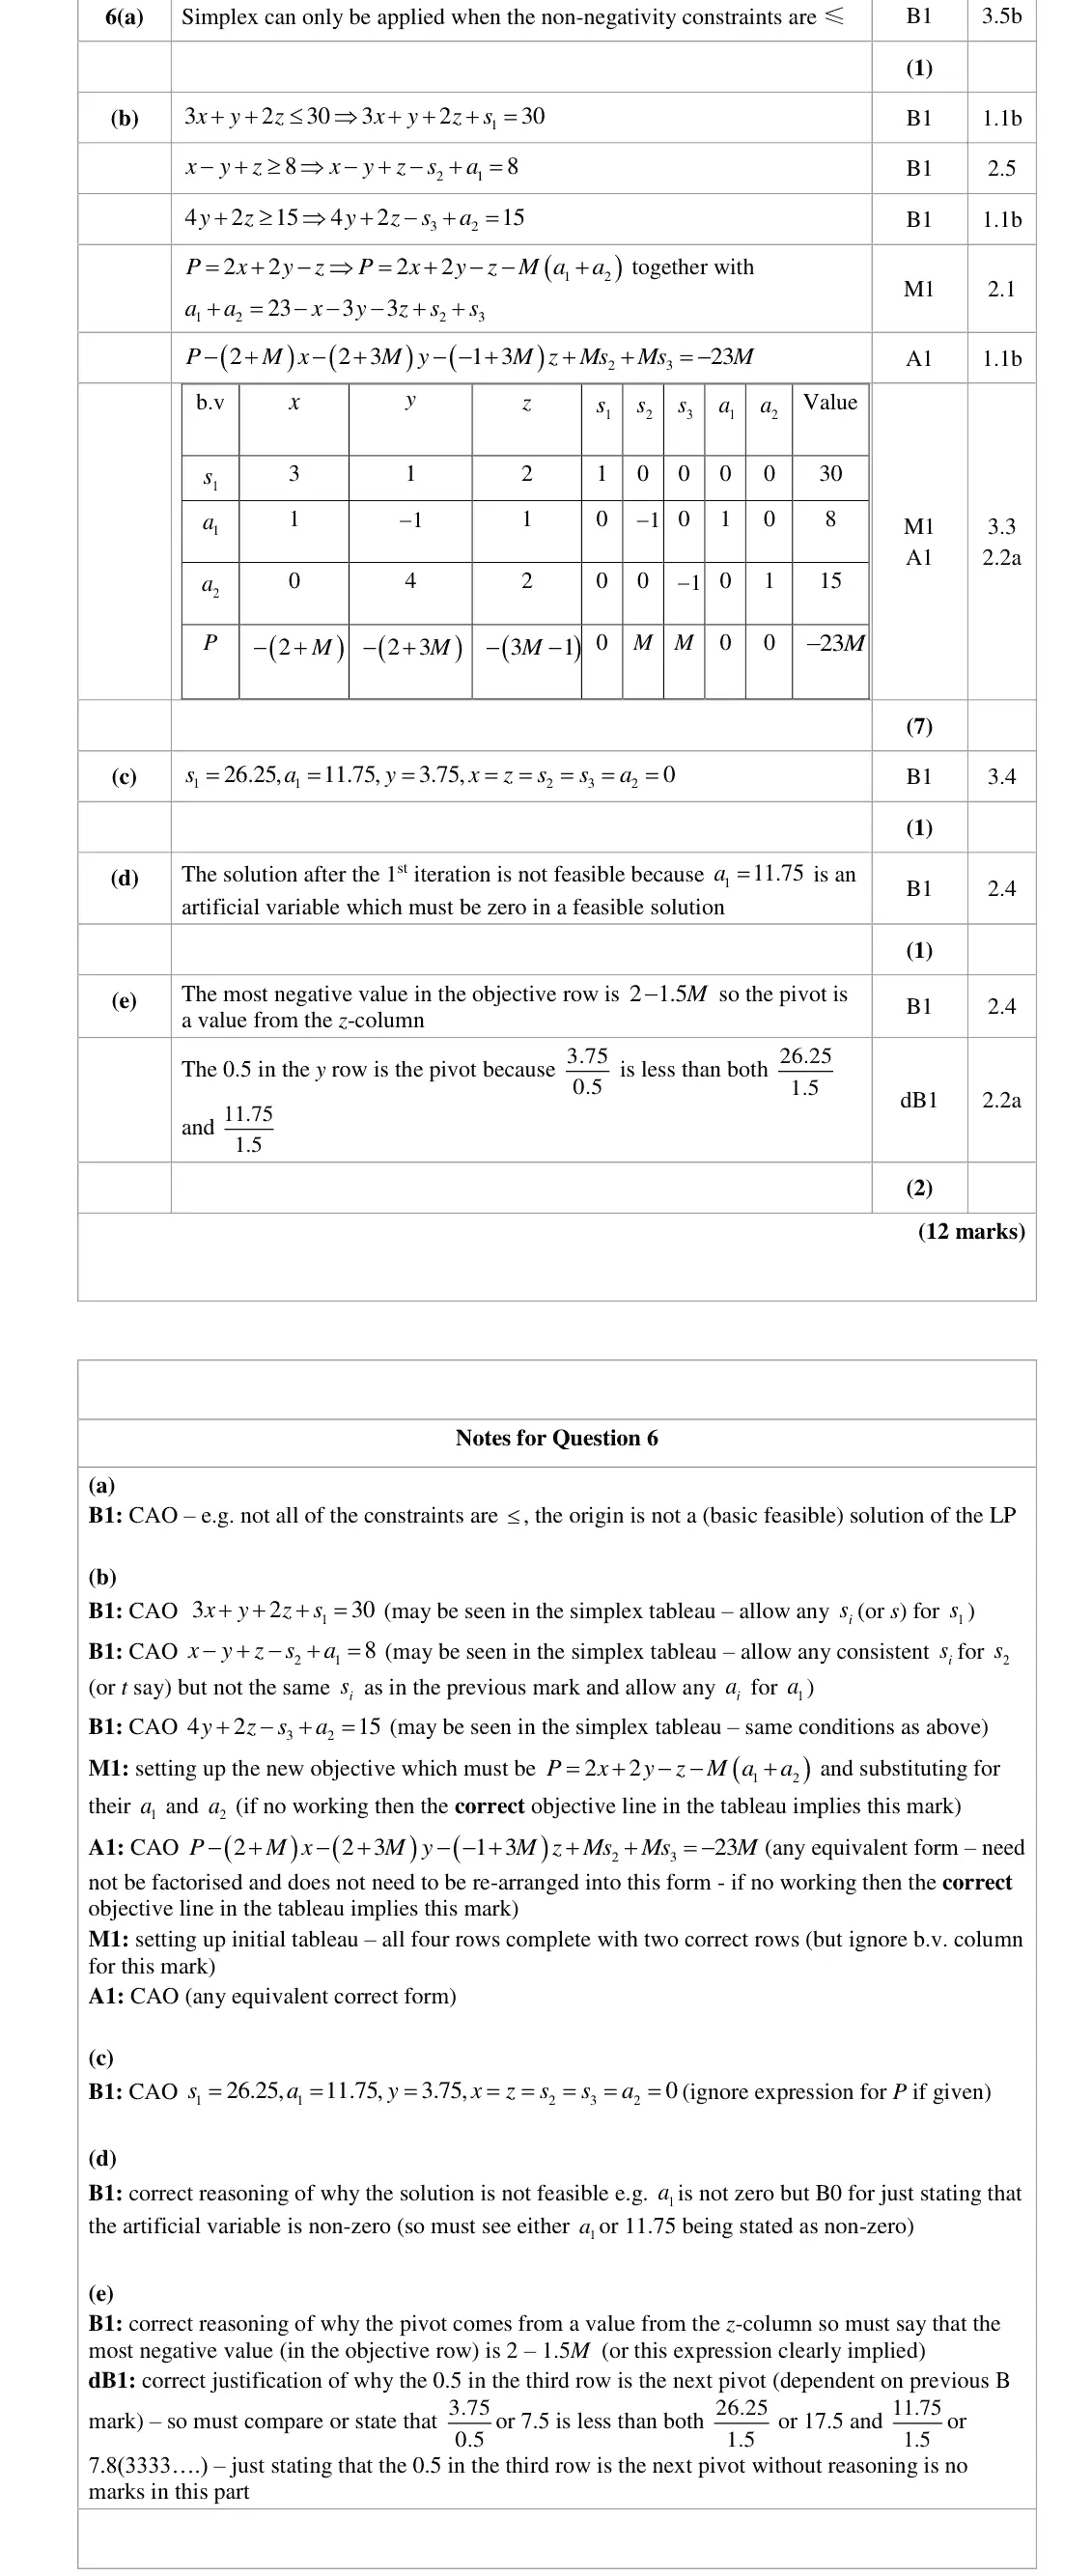 6(a) Simplex can only be applied when the non-negativity constraints are ⩽ B1 3.5b
(1)
(b) 3x + y + 2z ≤ 30 ⇒ 3x + y + 2z + s₁ = 30 B1 1.1b
x − y + z ≥ 8 ⇒ x − y + z − s₂ + a₁ = 8 B1 2.5
4y + 2z ≥ 15 ⇒ 4y + 2z − s₃ + a₂ = 15 B1 1.1b
P = 2x + 2y − z ⇒ P = 2x + 2y − z − M(a₁ + a₂) together with
a₁ + a₂ = 23 − x − 3y − 3z + s₂ + s₃ M1 2.1
P − (2 + M)x − (2 + 3M)y − (−1 + 3M)z + Ms₂ + Ms₃ = −23M A1 1.1b
b.v x y z s₁ s₂ s₃ a₁ a₂ Value
s₁ 3 1 2 1 0 0 0 0 30
a₁ 1 −1 1 0 −1 0 1 0 8
M1 3.3
A1 2.2a
a₂ 0 4 2 0 0 −1 0 1 15
P −(2 + M) −(2 + 3M) −(3M − 1) 0 M M 0 0 −23M
(7)
(c) s₁ = 26.25, a₁ = 11.75, y = 3.75, x = z = s₂ = s₃ = a₂ = 0 B1 3.4
(1)
(d) The solution after the 1ˢᵗ iteration is not feasible because a₁ = 11.75 is an
artificial variable which must be zero in a feasible solution B1 2.4
(1)
(e) The most negative value in the objective row is 2 − 1.5M so the pivot is
a value from the z-column B1 2.4
The 0.5 in the y row is the pivot because 3.75/0.5 is less than both 26.25/1.5
and 11.75/1.5 dB1 2.2a
(2)
(12 marks)
Notes for Question 6
(a)
B1: CAO – e.g. not all of the constraints are ≤, the origin is not a (basic feasible) solution of the LP
(b)
B1: CAO 3x + y + 2z + s₁ = 30 (may be seen in the simplex tableau – allow any sᵢ (or s) for s₁)
B1: CAO x − y + z − s₂ + a₁ = 8 (may be seen in the simplex tableau – allow any consistent sᵢ for s₂
(or t say) but not the same sᵢ as in the previous mark and allow any aᵢ for a₁)
B1: CAO 4y + 2z − s₃ + a₂ = 15 (may be seen in the simplex tableau – same conditions as above)
M1: setting up the new objective which must be P = 2x + 2y − z − M(a₁ + a₂) and substituting for
their a₁ and a₂ (if no working then the correct objective line in the tableau implies this mark)
A1: CAO P − (2 + M)x − (2 + 3M)y − (−1 + 3M)z + Ms₂ + Ms₃ = −23M (any equivalent form – need
not be factorised and does not need to be re-arranged into this form - if no working then the correct
objective line in the tableau implies this mark)
M1: setting up initial tableau – all four rows complete with two correct rows (but ignore b.v. column
for this mark)
A1: CAO (any equivalent correct form)
(c)
B1: CAO s₁ = 26.25, a₁ = 11.75, y = 3.75, x = z = s₂ = s₃ = a₂ = 0 (ignore expression for P if given)
(d)
B1: correct reasoning of why the solution is not feasible e.g. a₁ is not zero but B0 for just stating that
the artificial variable is non-zero (so must see either a₁ or 11.75 being stated as non-zero)
(e)
B1: correct reasoning of why the pivot comes from a value from the z-column so must say that the
most negative value (in the objective row) is 2 – 1.5M (or this expression clearly implied)
dB1: correct justification of why the 0.5 in the third row is the next pivot (dependent on previous B
mark) – so must compare or state that 3.75/0.5 or 7.5 is less than both 26.25/1.5 or 17.5 and 11.75/1.5 or
7.8(3333….) – just stating that the 0.5 in the third row is the next pivot without reasoning is no
marks in this part